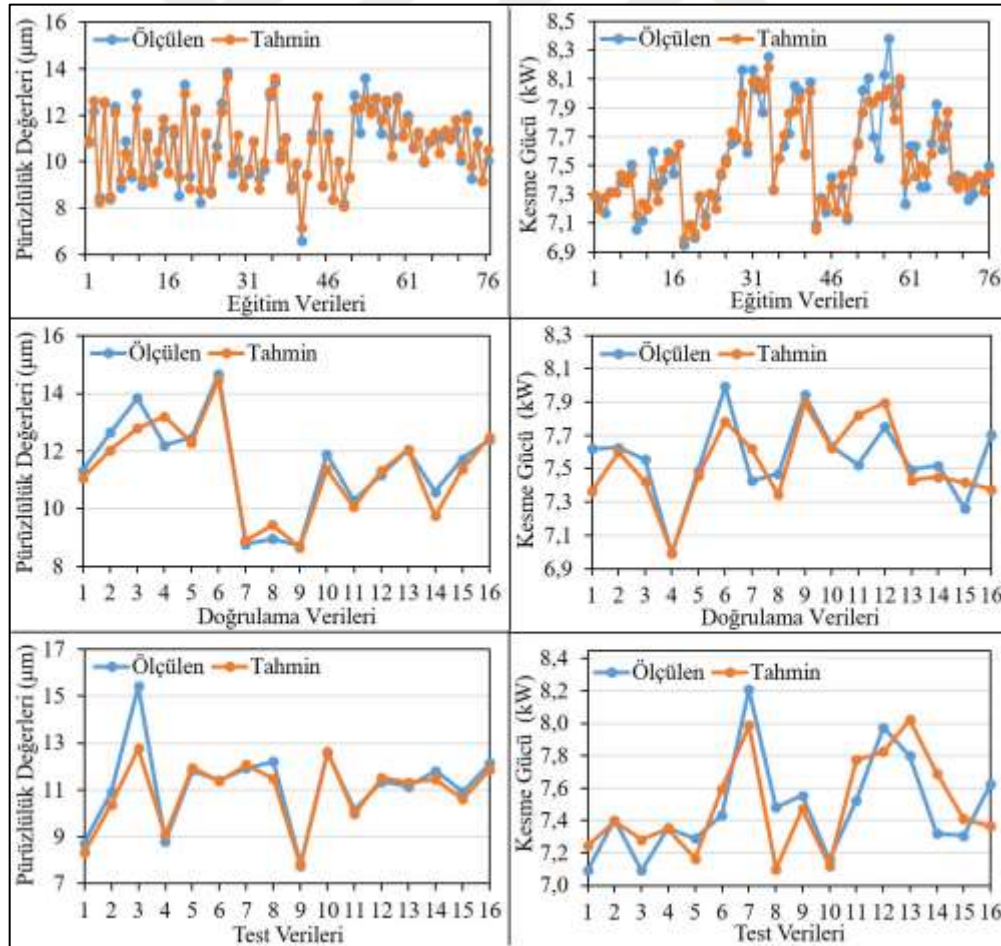 Pürüzlülük Değerleri (µm)
16
14
12
10
8
6
Ölçülen Tahmin
1 16 31 46 61 76
Eğitim Verileri
Kesme Gücü (kW)
8,5
8,3
8,1
7,9
7,7
7,5
7,3
7,1
6,9
Ölçülen Tahmin
1 16 31 46 61 76
Eğitim Verileri
Pürüzlülük Değerleri (µm)
16
14
12
10
8
Ölçülen Tahmin
1 2 3 4 5 6 7 8 9 10 11 12 13 14 15 16
Doğrulama Verileri
Kesme Gücü (kW)
8,3
8,1
7,9
7,7
7,5
7,3
7,1
6,9
Ölçülen Tahmin
1 2 3 4 5 6 7 8 9 10 11 12 13 14 15 16
Doğrulama Verileri
Pürüzlülük Değerleri (µm)
17
15
13
11
9
7
Ölçülen Tahmin
1 2 3 4 5 6 7 8 9 10 11 12 13 14 15 16
Test Verileri
Kesme Gücü (kW)
8,4
8,2
8,0
7,8
7,6
7,4
7,2
7,0
Ölçülen Tahmin
1 2 3 4 5 6 7 8 9 10 11 12 13 14 15 16
Test Verileri